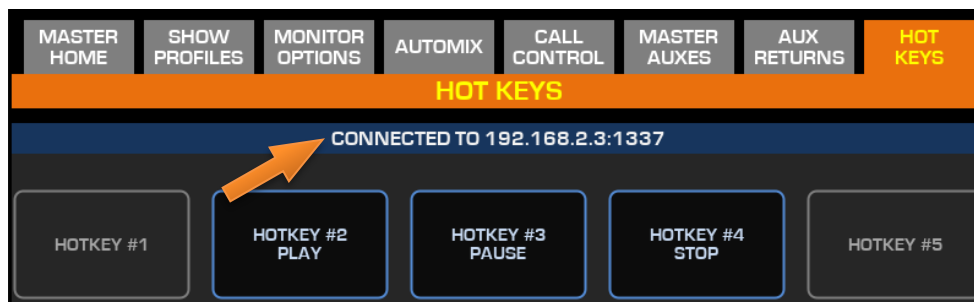 MASTER HOME
SHOW PROFILES
MONITOR OPTIONS
AUTOMIX
CALL CONTROL
MASTER AUXES
AUX RETURNS
HOT KEYS
HOT KEYS
CONNECTED TO 192.168.2.3:1337
HOTKEY #1
HOTKEY #2
PLAY
HOTKEY #3
PAUSE
HOTKEY #4
STOP
HOTKEY #5